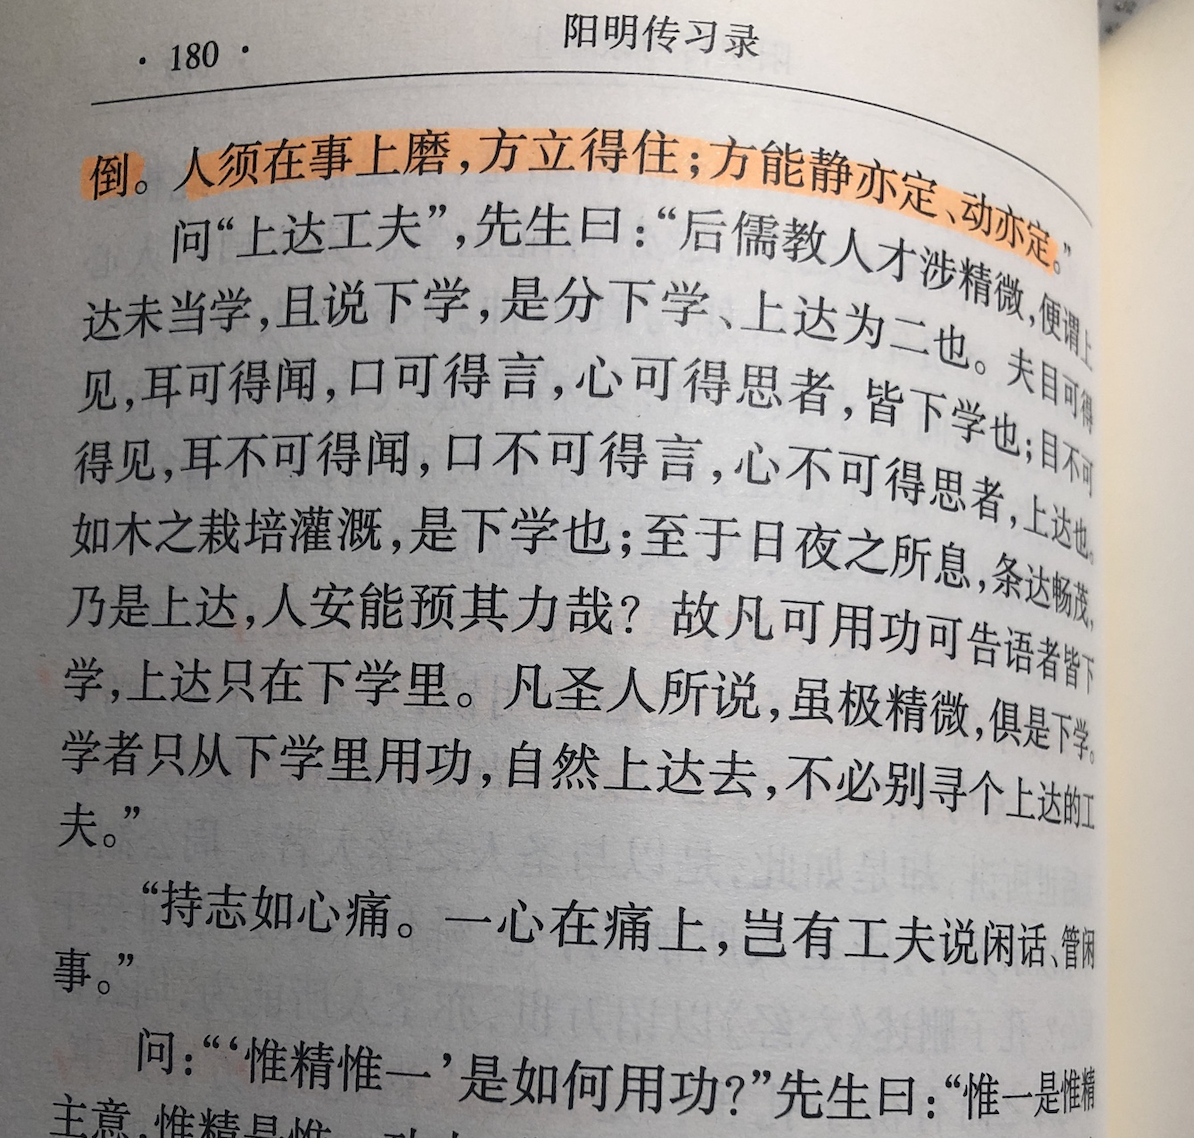 · 180 ·
阳明传习录
倒。人须在事上磨，方立得住；方能静亦定、动亦定。”
问“上达工夫”，先生曰：“后儒教人才涉精微，便谓上
达未当学，且说下学，是分下学、上达为二也。夫目可得
见，耳可得闻，口可得言，心可得思者，皆下学也；目不可
得见，耳不可得闻，口不可得言，心不可得思者，上达也。
如木之栽培灌溉，是下学也；至于日夜之所息，条达畅茂，
乃是上达，人安能预其力哉？故凡可用功可告语者皆下
学，上达只在下学里。凡圣人所说，虽极精微，俱是下学。
学者只从下学里用功，自然上达去，不必别寻个上达的工
夫。”
“持志如心痛。一心在痛上，岂有工夫说闲话、管闲
事。”
问：“‘惟精惟一’是如何用功？”先生曰：“惟一是惟精
主意，惟精是惟